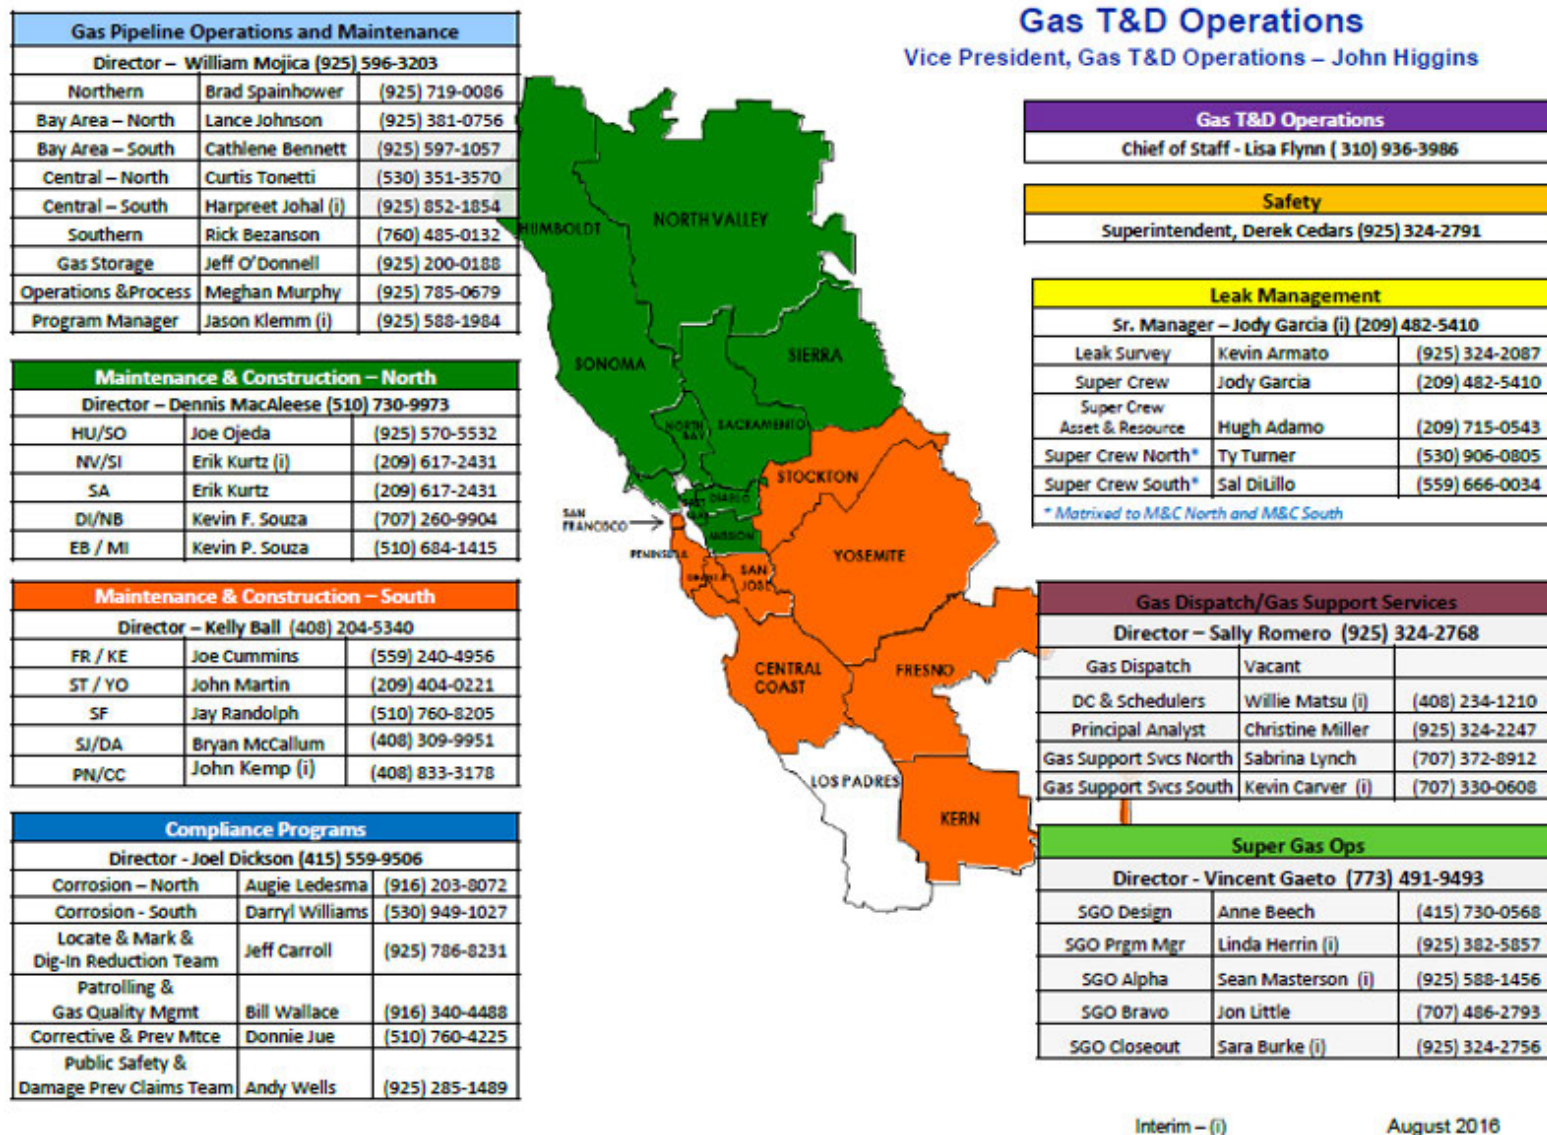 Gas T&D Operations
Vice President, Gas T&D Operations – John Higgins
Gas Pipeline Operations and Maintenance
Director – William Mojica (925) 596-3203
Northern Brad Spainhower (925) 719-0086
Bay Area – North Lance Johnson (925) 381-0756
Bay Area – South Cathlene Bennett (925) 597-1057
Central – North Curtis Tonetti (530) 351-3570
Central – South Harpreet Johal (i) (925) 852-1854
Southern Rick Bezanson (760) 485-0132
Gas Storage Jeff O'Donnell (925) 200-0188
Operations &Process Meghan Murphy (925) 785-0679
Program Manager Jason Klemm (i) (925) 588-1984
Maintenance & Construction – North
Director – Dennis MacAleese (510) 730-9973
HU/SO Joe Ojeda (925) 570-5532
NV/SI Erik Kurtz (i) (209) 617-2431
SA Erik Kurtz (209) 617-2431
DI/NB Kevin F. Souza (707) 260-9904
EB / MI Kevin P. Souza (510) 684-1415
Maintenance & Construction – South
Director – Kelly Ball (408) 204-5340
FR / KE Joe Cummins (559) 240-4956
ST / YO John Martin (209) 404-0221
SF Jay Randolph (510) 760-8205
SJ/DA Bryan McCallum (408) 309-9951
PN/CC John Kemp (i) (408) 833-3178
Compliance Programs
Director - Joel Dickson (415) 559-9506
Corrosion – North Augie Ledesma (916) 203-8072
Corrosion - South Darryl Williams (530) 949-1027
Locate & Mark &
Dig-In Reduction Team Jeff Carroll (925) 786-8231
Patrolling &
Gas Quality Mgmt Bill Wallace (916) 340-4488
Corrective & Prev Mtce Donnie Jue (510) 760-4225
Public Safety &
Damage Prev Claims Team Andy Wells (925) 285-1489
HUMBOLDT
NORTH VALLEY
SONOMA
SIERRA
NORTH
BAY
SACRAMENTO
STOCKTON
DIABLO
SAN
FRANCISCO
MISSION
PENINSULA
SAN
JOSE
YOSEMITE
CENTRAL
COAST
FRESNO
LOS PADRES
KERN
Gas T&D Operations
Chief of Staff - Lisa Flynn ( 310) 936-3986
Safety
Superintendent, Derek Cedars (925) 324-2791
Leak Management
Sr. Manager – Jody Garcia (i) (209) 482-5410
Leak Survey Kevin Armato (925) 324-2087
Super Crew Jody Garcia (209) 482-5410
Super Crew
Asset & Resource Hugh Adamo (209) 715-0543
Super Crew North* Ty Turner (530) 906-0805
Super Crew South* Sal DiLillo (559) 666-0034
* Matrixed to M&C North and M&C South
Gas Dispatch/Gas Support Services
Director – Sally Romero (925) 324-2768
Gas Dispatch Vacant
DC & Schedulers Willie Matsu (i) (408) 234-1210
Principal Analyst Christine Miller (925) 324-2247
Gas Support Svcs North Sabrina Lynch (707) 372-8912
Gas Support Svcs South Kevin Carver (i) (707) 330-0608
Super Gas Ops
Director - Vincent Gaeto (773) 491-9493
SGO Design Anne Beech (415) 730-0568
SGO Prgm Mgr Linda Herrin (i) (925) 382-5857
SGO Alpha Sean Masterson (i) (925) 588-1456
SGO Bravo Jon Little (707) 486-2793
SGO Closeout Sara Burke (i) (925) 324-2756
Interim – (i) August 2016